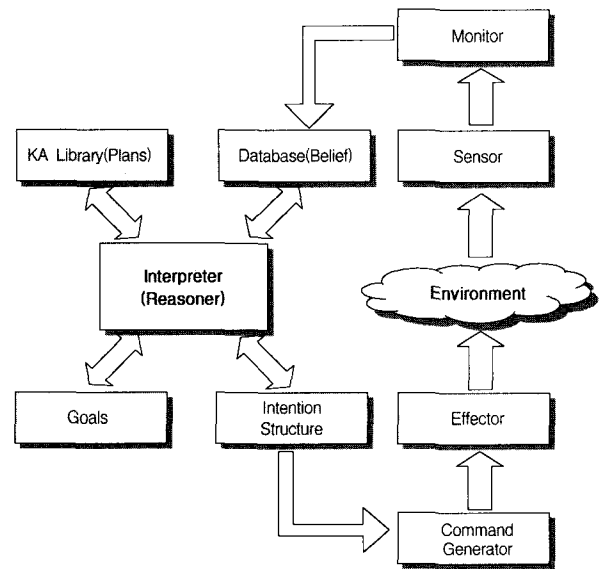 Monitor
KA Library(Plans)
Database(Belief)
Sensor
Interpreter
(Reasoner)
Environment
Goals
Intention
Structure
Effector
Command
Generator